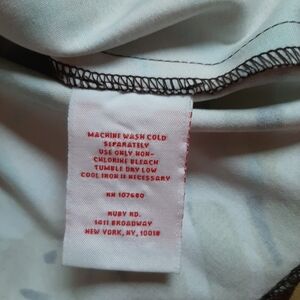 MACHINE WASH COLD
SEPARATELY
USE ONLY NON-
CHLORINE BLEACH
TUMBLE DRY LOW
COOL IRON IS NECESSARY
RN 107680
RUBY RD.
1411 BROADWAY
NEW YORK, NY, 10018